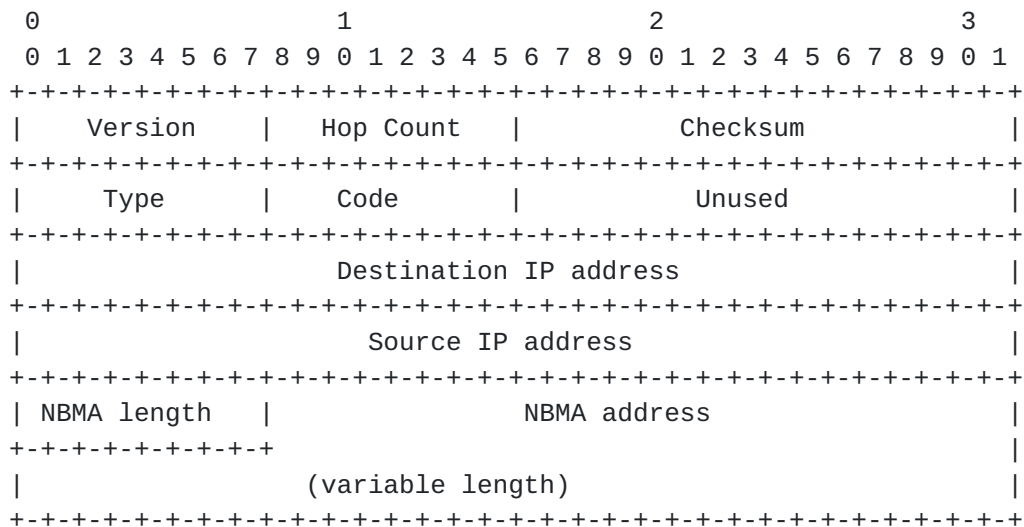 0                   1                   2                   3
 0 1 2 3 4 5 6 7 8 9 0 1 2 3 4 5 6 7 8 9 0 1 2 3 4 5 6 7 8 9 0 1
+-+-+-+-+-+-+-+-+-+-+-+-+-+-+-+-+-+-+-+-+-+-+-+-+-+-+-+-+-+-+-+-+
|    Version    |   Hop Count   |          Checksum             |
+-+-+-+-+-+-+-+-+-+-+-+-+-+-+-+-+-+-+-+-+-+-+-+-+-+-+-+-+-+-+-+-+
|     Type      |    Code       |           Unused              |
+-+-+-+-+-+-+-+-+-+-+-+-+-+-+-+-+-+-+-+-+-+-+-+-+-+-+-+-+-+-+-+-+
|                    Destination IP address                     |
+-+-+-+-+-+-+-+-+-+-+-+-+-+-+-+-+-+-+-+-+-+-+-+-+-+-+-+-+-+-+-+-+
|                      Source IP address                        |
+-+-+-+-+-+-+-+-+-+-+-+-+-+-+-+-+-+-+-+-+-+-+-+-+-+-+-+-+-+-+-+-+
| NBMA length   |                NBMA address                   |
+-+-+-+-+-+-+-+-+                                               |
|                  (variable length)                            |
+-+-+-+-+-+-+-+-+-+-+-+-+-+-+-+-+-+-+-+-+-+-+-+-+-+-+-+-+-+-+-+-+